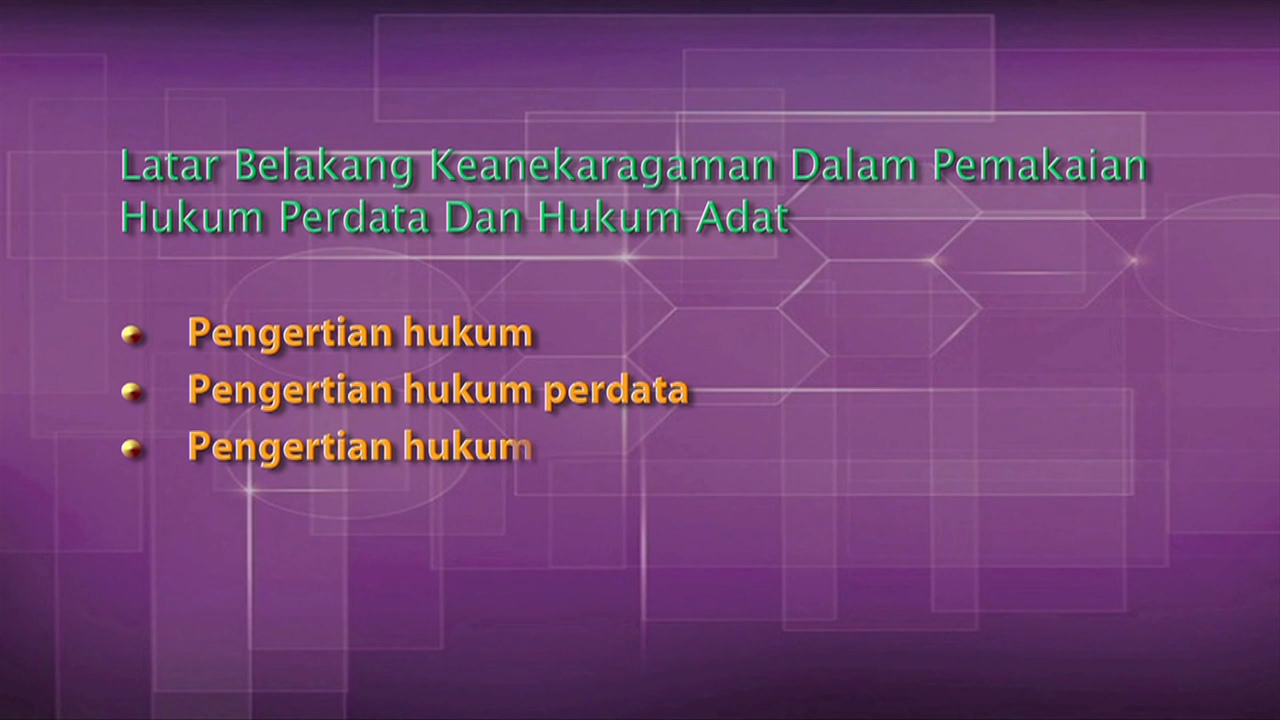 Latar Belakang Keanekaragaman Dalam Pemakaian
Hukum Perdata Dan Hukum Adat
Pengertian hukum
Pengertian hukum perdata
Pengertian hukum